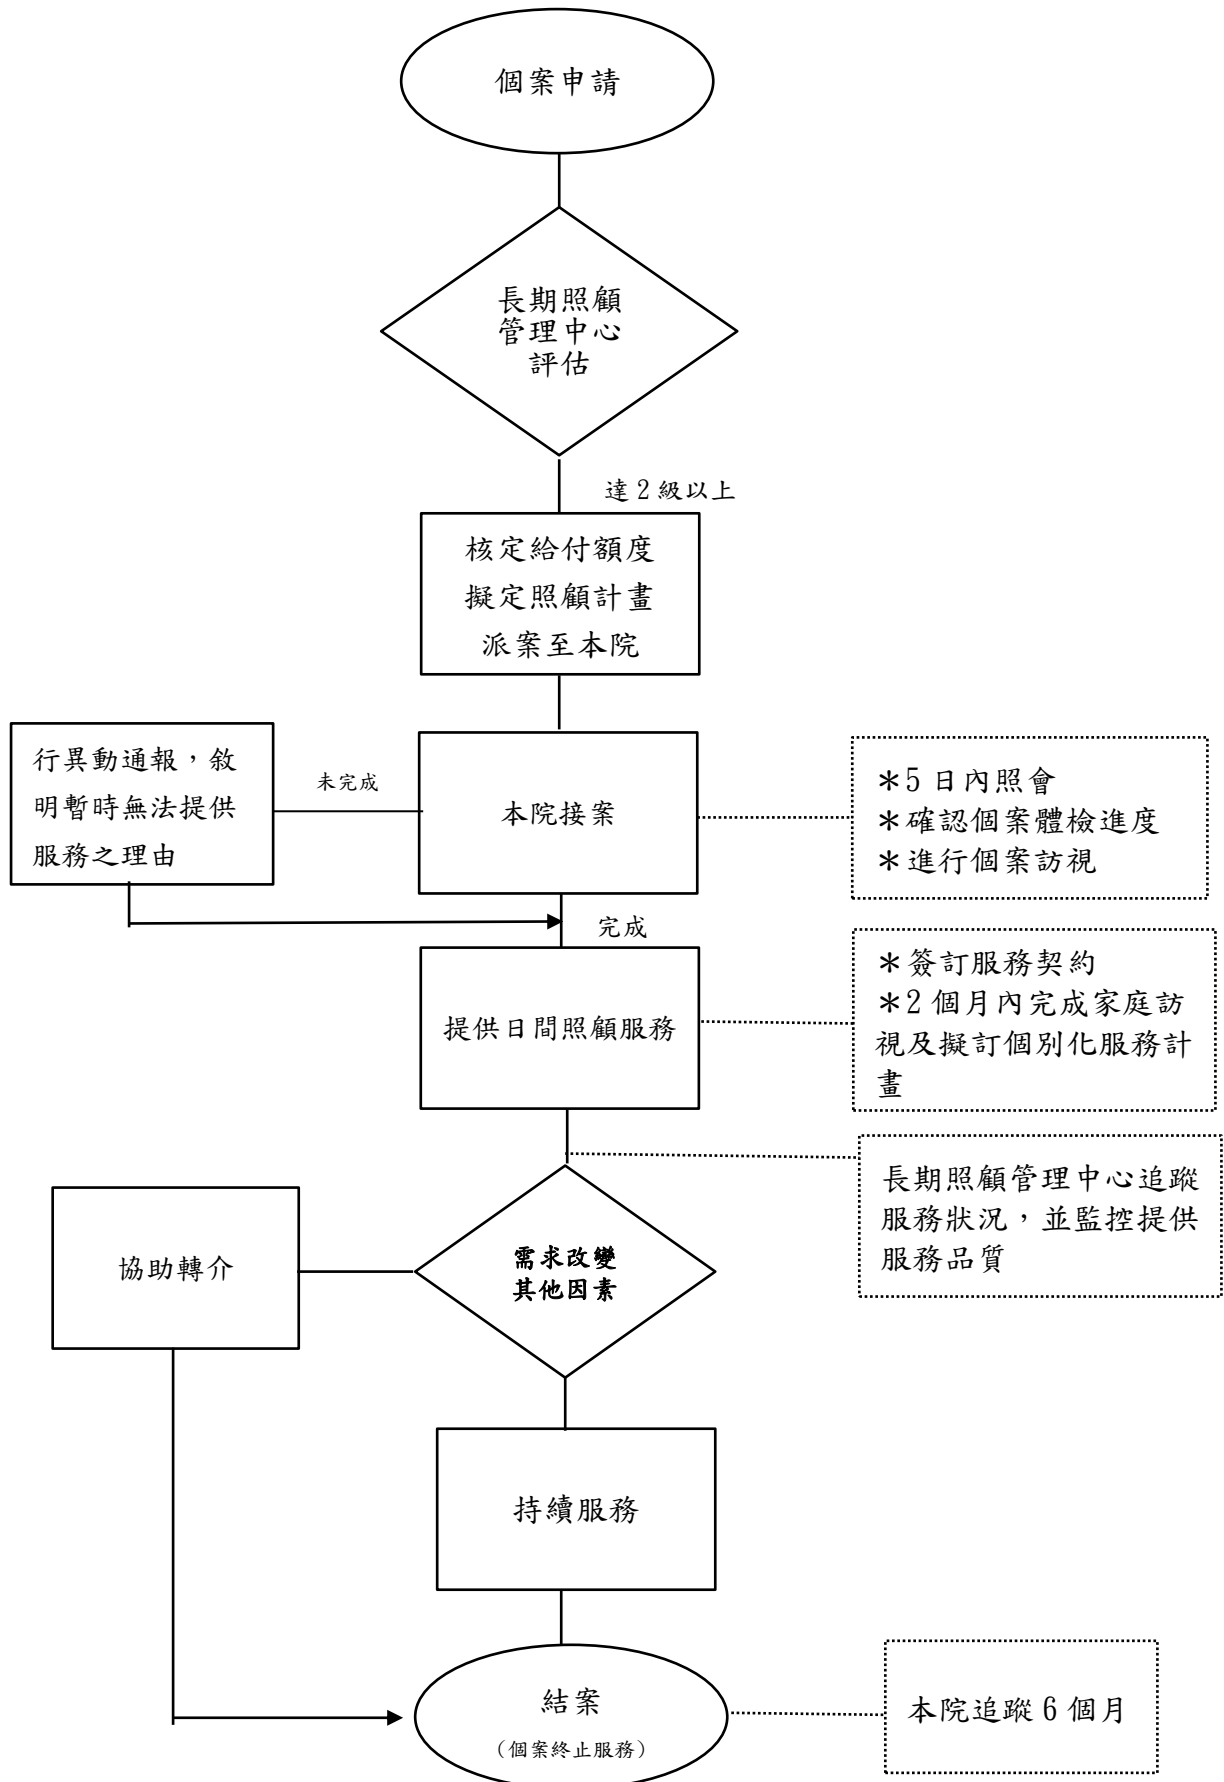 個案申請
長期照顧
管理中心
評估
達2級以上
核定給付額度
擬定照顧計畫
派案至本院
行異動通報，敘
明暫時無法提供
服務之理由
未完成
本院接案
＊5日內照會
＊確認個案體檢進度
＊進行個案訪視
完成
提供日間照顧服務
＊簽訂服務契約
＊2個月內完成家庭訪
視及擬訂個別化服務計
畫
長期照顧管理中心追蹤
服務狀況，並監控提供
服務品質
協助轉介
需求改變
其他因素
持續服務
結案
（個案終止服務）
本院追蹤6個月